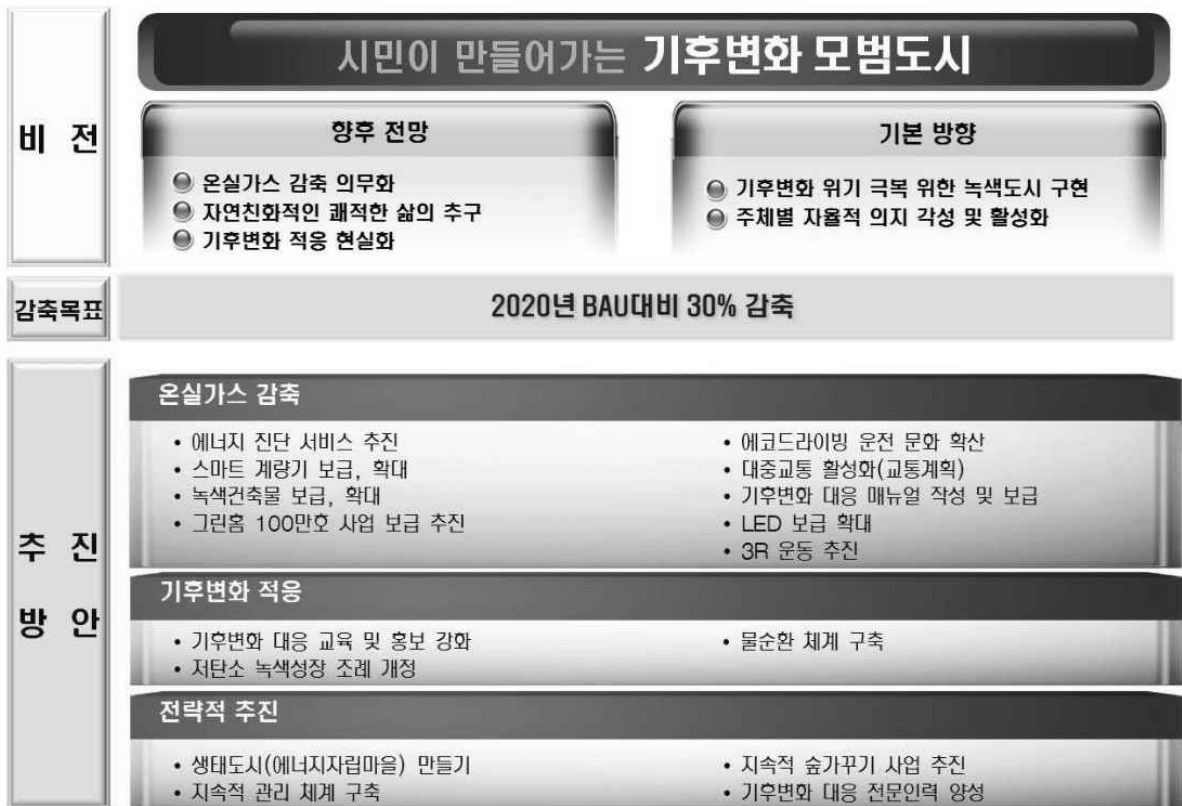 비 전
시민이 만들어가는 기후변화 모범도시
향후 전망
온실가스 감축 의무화
자연친화적인 쾌적한 삶의 추구
기후변화 적응 현실화
기본 방향
기후변화 위기 극복 위한 녹색도시 구현
주체별 자율적 의지 각성 및 활성화
감축목표
2020년 BAU대비 30% 감축
추 진
방 안
온실가스 감축
• 에너지 진단 서비스 추진
• 스마트 계량기 보급, 확대
• 녹색건축물 보급, 확대
• 그린홈 100만호 사업 보급 추진
• 에코드라이빙 운전 문화 확산
• 대중교통 활성화(교통계획)
• 기후변화 대응 매뉴얼 작성 및 보급
• LED 보급 확대
• 3R 운동 추진
기후변화 적응
• 기후변화 대응 교육 및 홍보 강화
• 저탄소 녹색성장 조례 개정
• 물순환 체계 구축
전략적 추진
• 생태도시(에너지자립마을) 만들기
• 지속적 관리 체계 구축
• 지속적 숲가꾸기 사업 추진
• 기후변화 대응 전문인력 양성